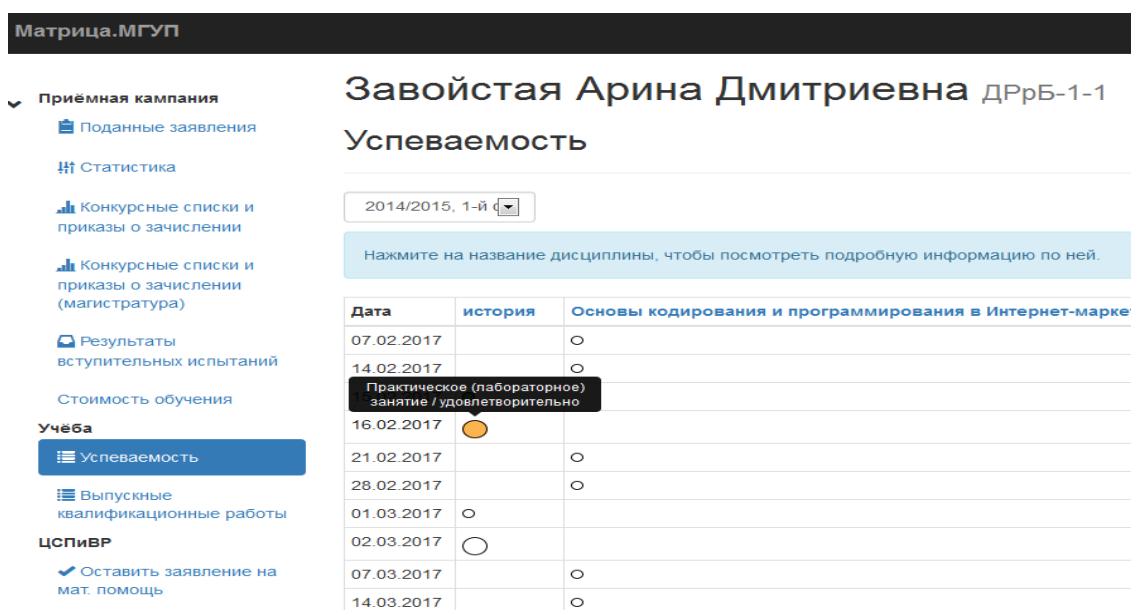 Матрица.МГУП
Приёмная кампания
Поданные заявления
Статистика
Конкурсные списки и
приказы о зачислении
Конкурсные списки и
приказы о зачислении
(магистратура)
Результаты
вступительных испытаний
Стоимость обучения
Учёба
Успеваемость
Выпускные
квалификационные работы
ЦСПиВР
Оставить заявление на
мат. помощь
Завойстая Арина Дмитриевна ДРрБ-1-1
Успеваемость
2014/2015, 1-й
Нажмите на название дисциплины, чтобы посмотреть подробную информацию по ней.
Дата история Основы кодирования и программирования в Интернет-марке
07.02.2017
14.02.2017
Практическое (лабораторное)
занятие / удовлетворительно
16.02.2017
21.02.2017
28.02.2017
01.03.2017
02.03.2017
07.03.2017
14.03.2017